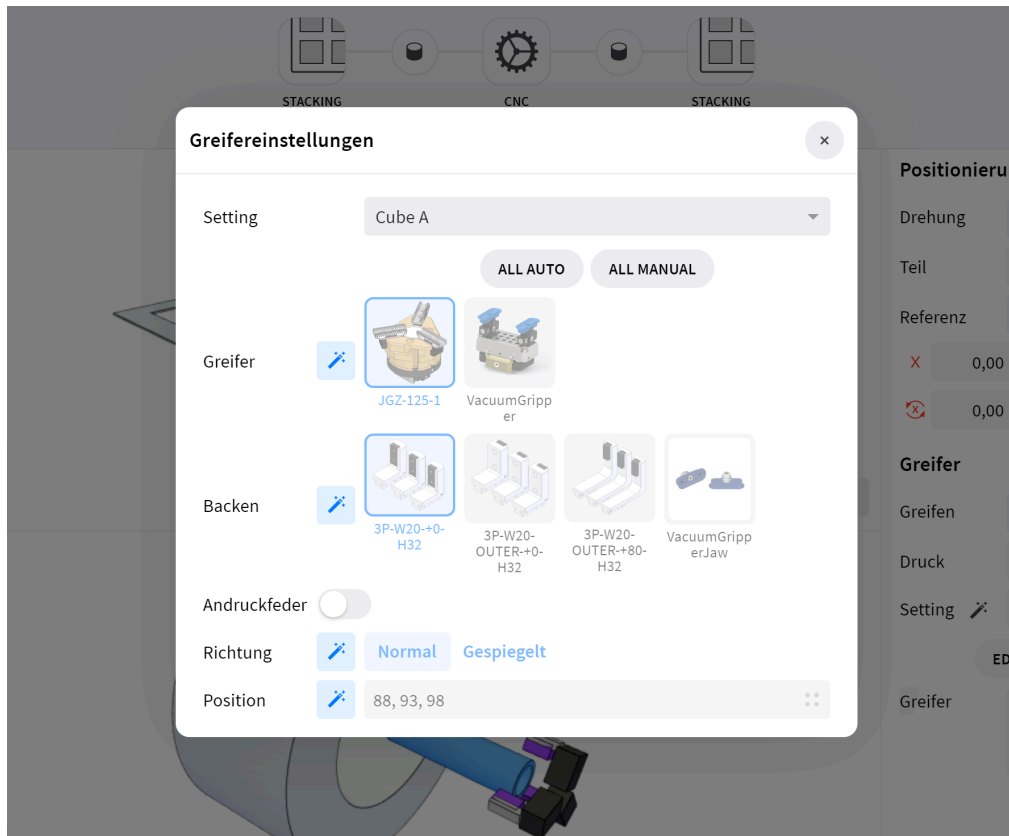 STACKING
CNC
STACKING
Greifereinstellungen
Setting
Cube A
ALL AUTO
ALL MANUAL
Greifer
JGZ-125-1
VacuumGripp
er
Backen
3P-W20-+0-
H32
3P-W20-
OUTER-+0-
H32
3P-W20-
OUTER-+80-
H32
VacuumGripp
erJaw
Andruckfeder
Richtung
Normal
Gespiegelt
Position
88, 93, 98
Positionieru
Drehung
Teil
Referenz
X
0,00
X
0,00
Greifer
Greifen
Druck
Setting
ED
Greifer